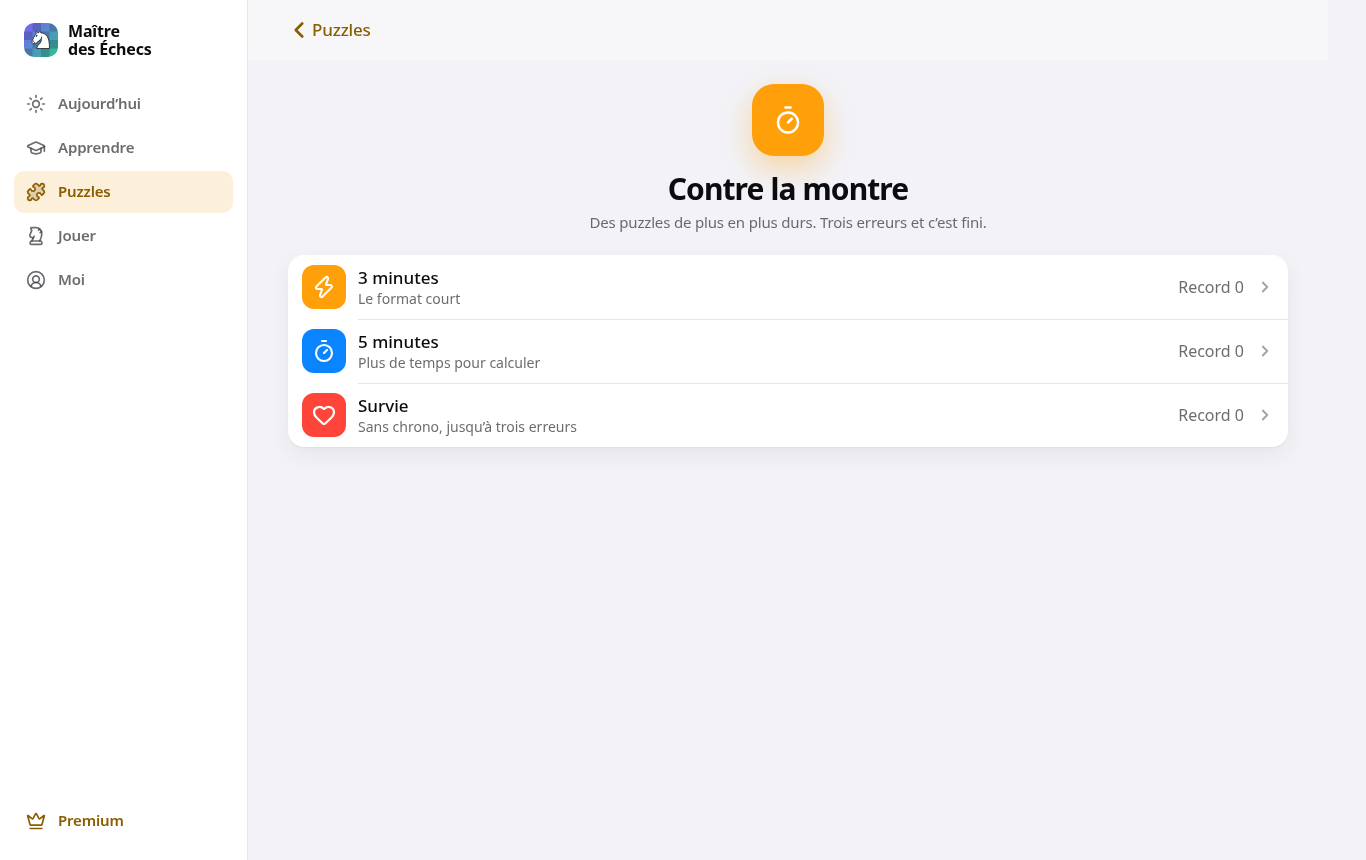 Maître
des Échecs
Aujourd’hui
Apprendre
Puzzles
Jouer
Moi
Premium
Puzzles
Contre la montre
Des puzzles de plus en plus durs. Trois erreurs et c’est fini.
3 minutes
Le format court
Record 0
5 minutes
Plus de temps pour calculer
Record 0
Survie
Sans chrono, jusqu’à trois erreurs
Record 0